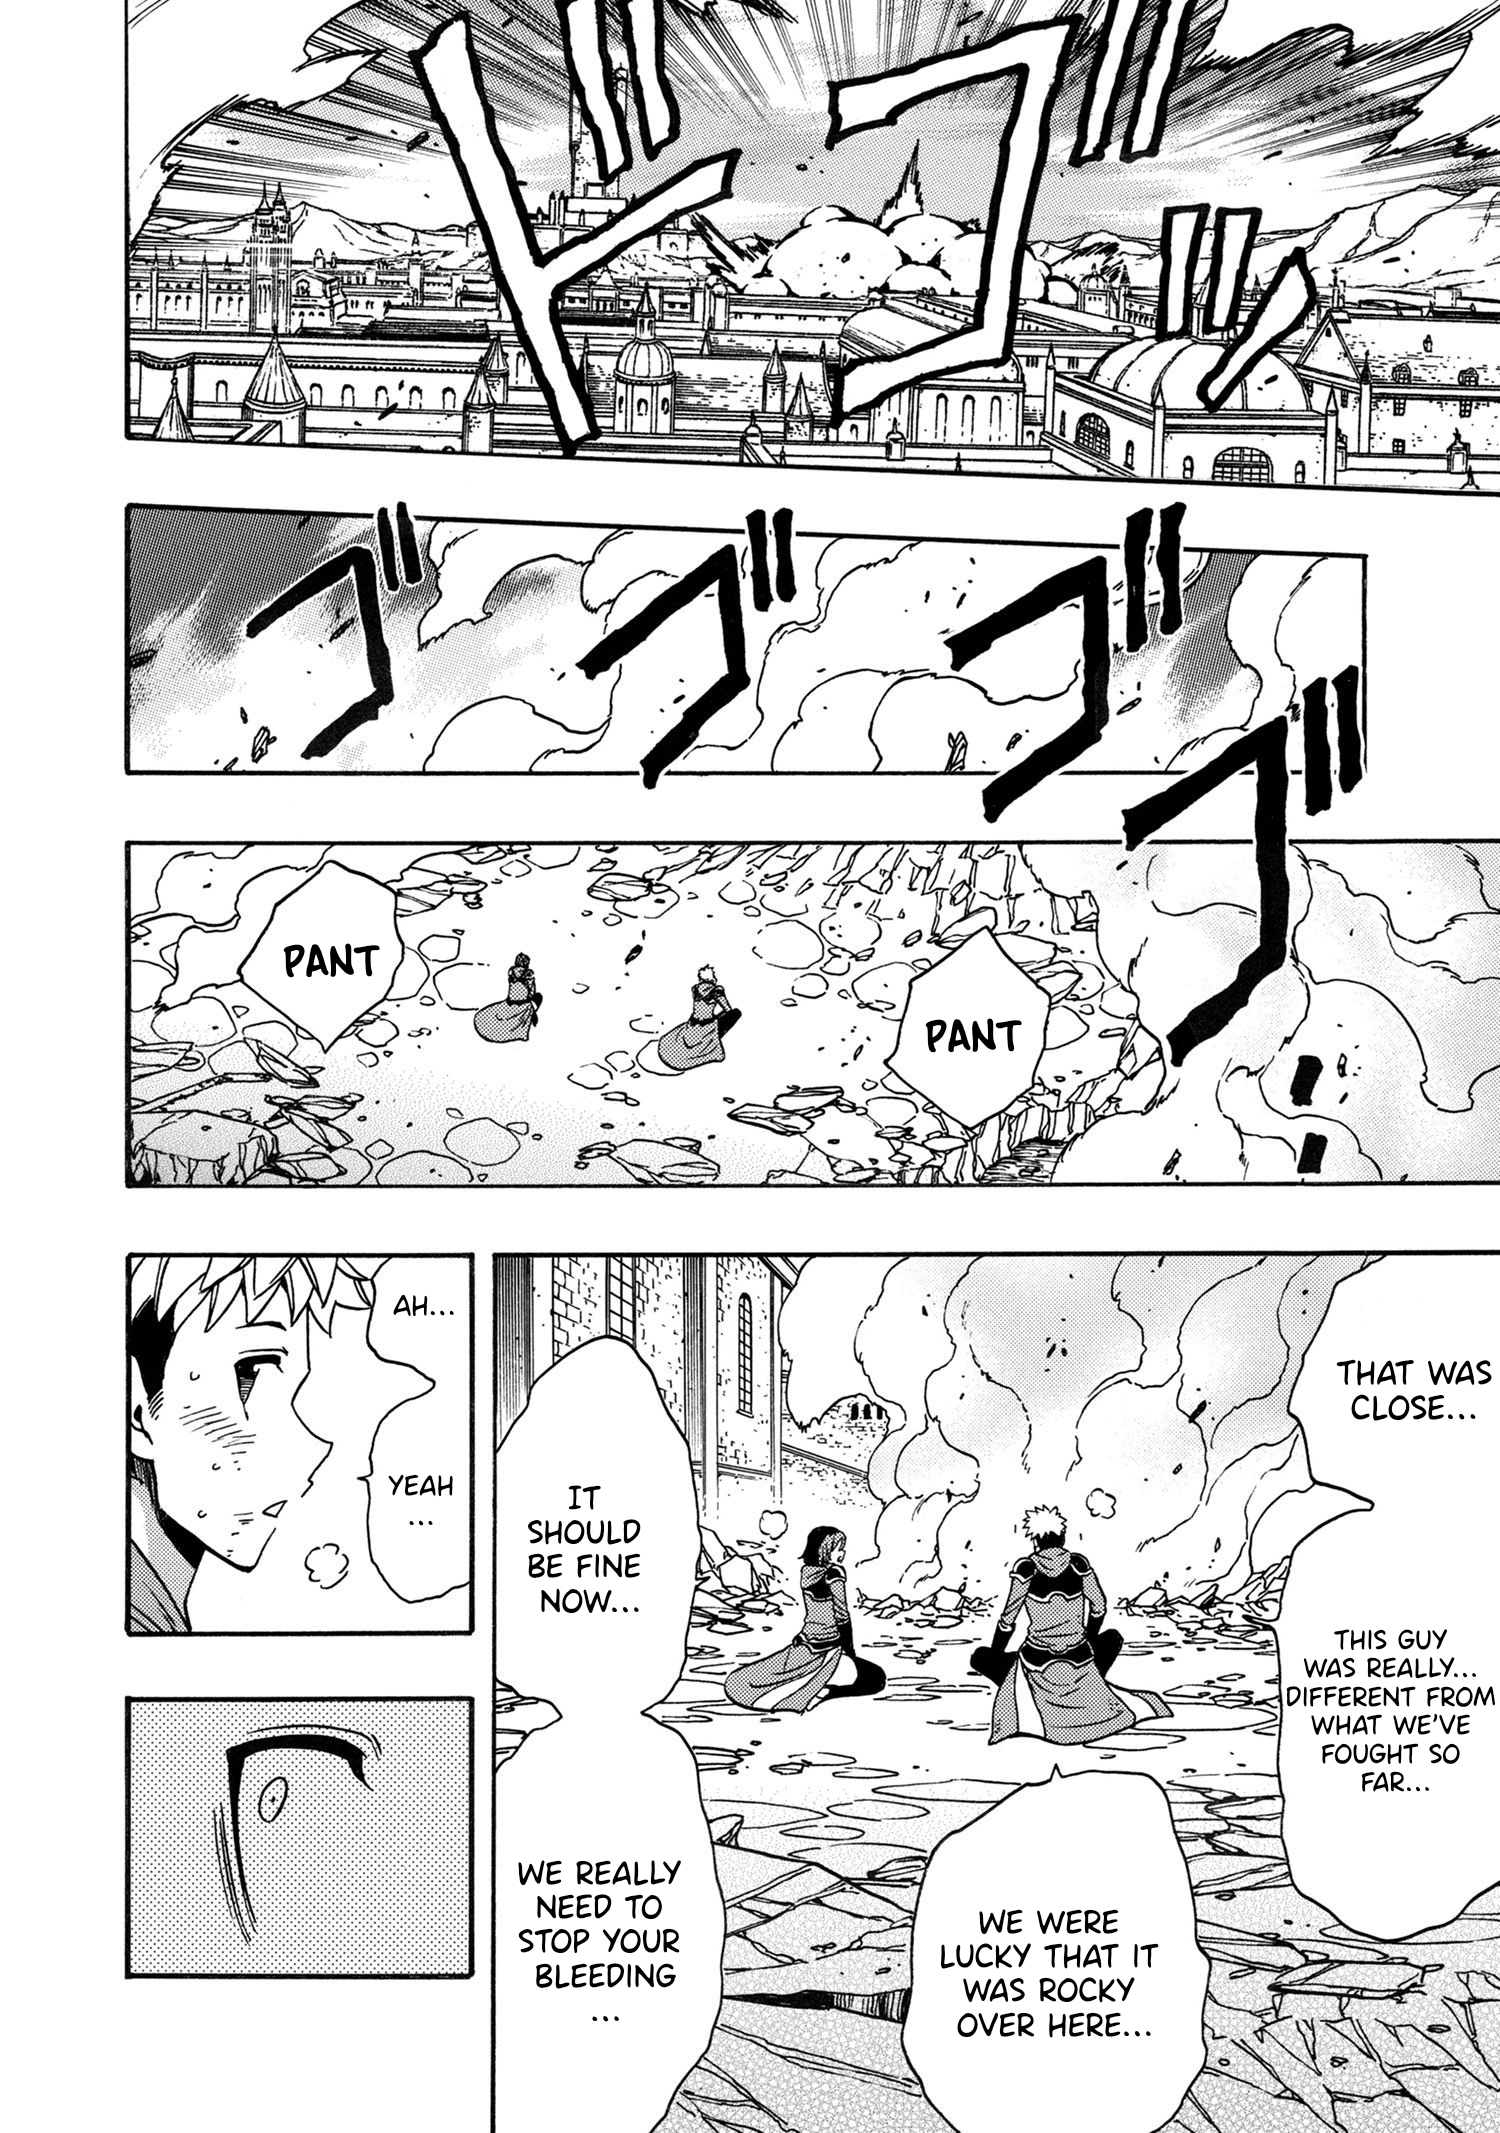 ドゴッ
ゴゴゴゴ
PANT
PANT
THAT WAS
CLOSE...
THIS GUY
WAS REALLY...
DIFFERENT FROM
WHAT WE'VE
FOUGHT SO
FAR...
WE WERE
LUCKY THAT IT
WAS ROCKY
OVER HERE...
IT
SHOULD
BE FINE
NOW...
WE REALLY
NEED TO
STOP YOUR
BLEEDING
...
AH...
YEAH
...